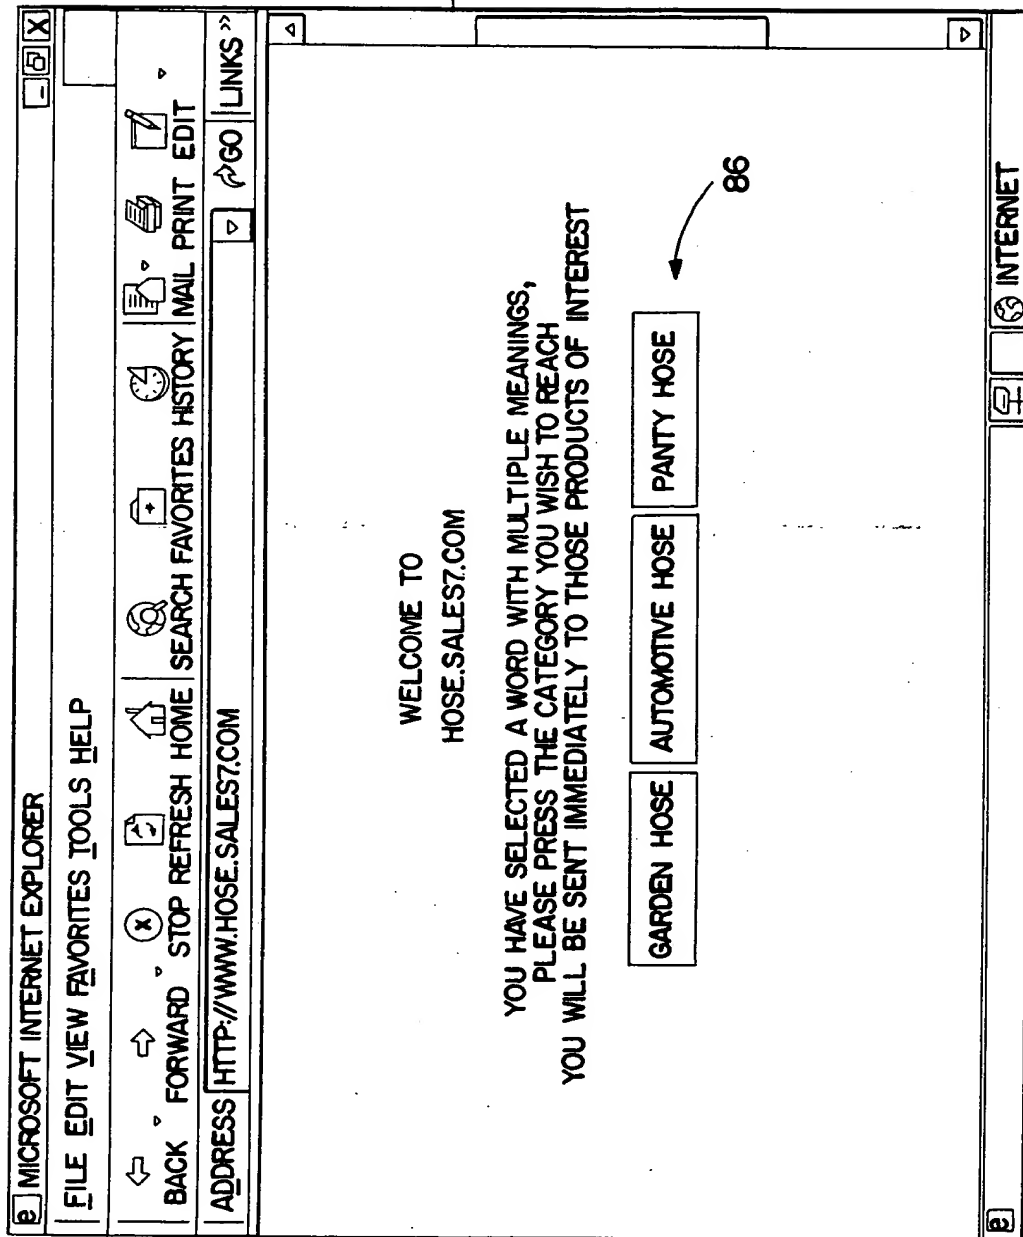 MICROSOFT INTERNET EXPLORER
FILE EDIT VIEW FAVORITES TOOLS HELP
BACK FORWARD STOP REFRESH HOME SEARCH FAVORITES HISTORY MAIL PRINT EDIT
ADDRESS HTTP://WWW.HOSE.SALES7.COM GO LINKS »
WELCOME TO
HOSE.SALES7.COM
YOU HAVE SELECTED A WORD WITH MULTIPLE MEANINGS,
PLEASE PRESS THE CATEGORY YOU WISH TO REACH
YOU WILL BE SENT IMMEDIATELY TO THOSE PRODUCTS OF INTEREST
GARDEN HOSE AUTOMOTIVE HOSE PANTY HOSE
86
INTERNET